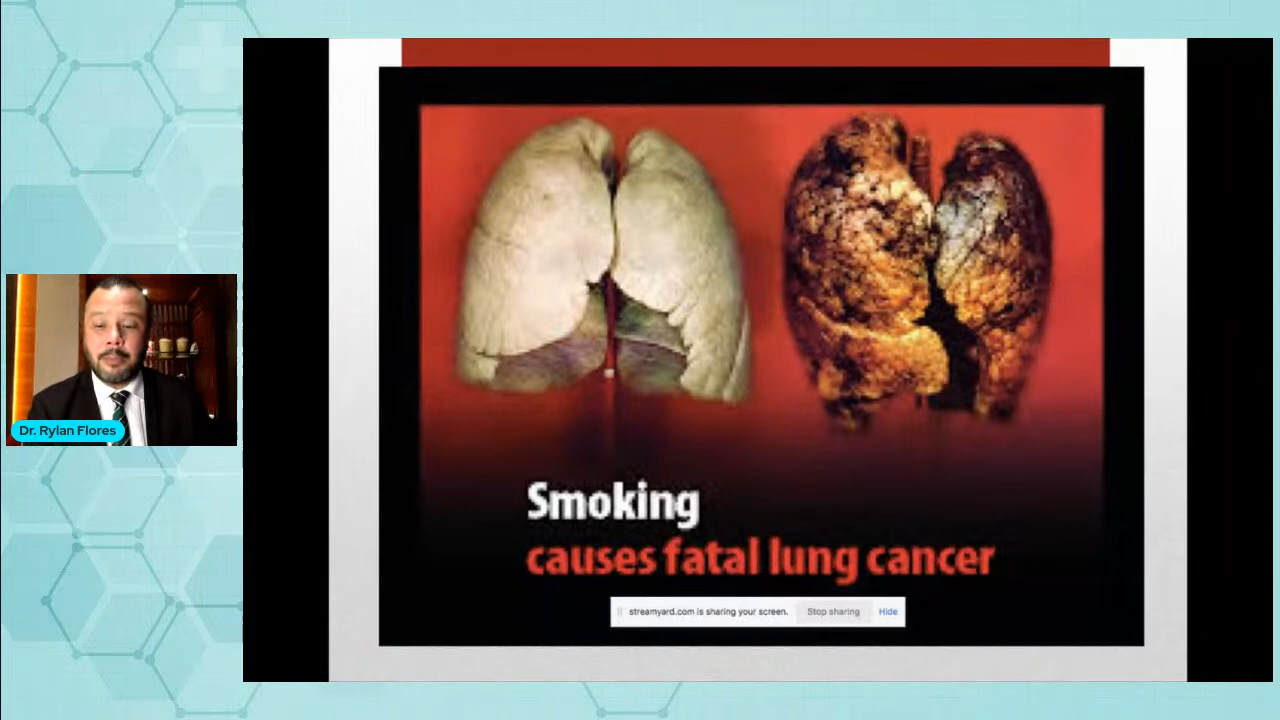 Dr. Rylan Flores
Smoking
causes fatal lung cancer
streamyard.com is sharing your screen. Stop sharing Hide